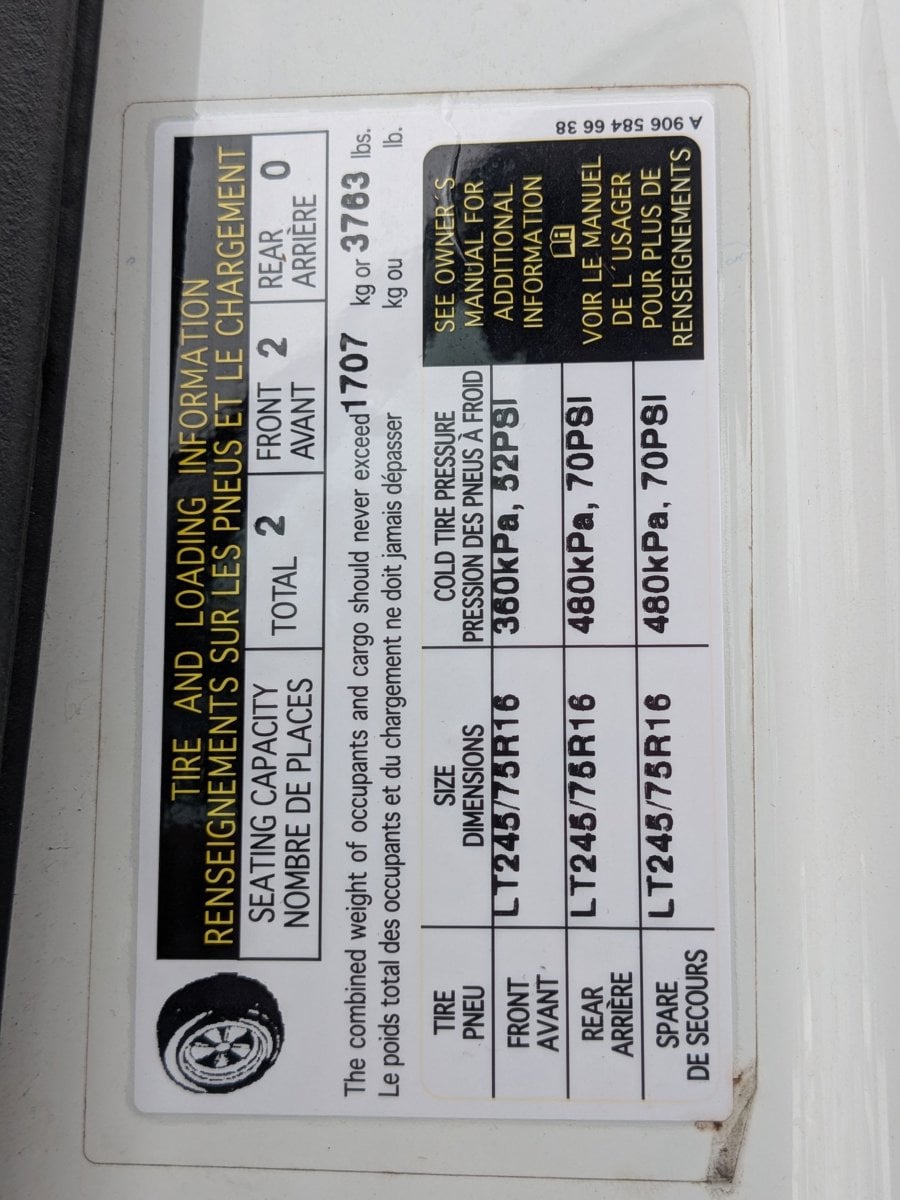 TIRE AND LOADING INFORMATION
RENSEIGNEMENTS SUR LES PNEUS ET LE CHARGEMENT
SEATING CAPACITY TOTAL 2 FRONT 2 REAR 0
NOMBRE DE PLACES AVANT ARRIÈRE
The combined weight of occupants and cargo should never exceed 1707 kg or 3763 lbs.
Le poids total des occupants et du chargement ne doit jamais dépasser kg ou lb.
TIRE SIZE COLD TIRE PRESSURE
PNEU DIMENSIONS PRESSION DES PNEUS À FROID
FRONT LT245/75R16 360kPa, 52PSI
AVANT
REAR LT245/75R16 480kPa, 70PSI
ARRIÈRE
SPARE LT245/75R16 480kPa, 70PSI
DE SECOURS
SEE OWNER´S
MANUAL FOR
ADDITIONAL
INFORMATION
VOIR LE MANUEL
DE L´USAGER
POUR PLUS DE
RENSEIGNEMENTS
A 906 584 66 38